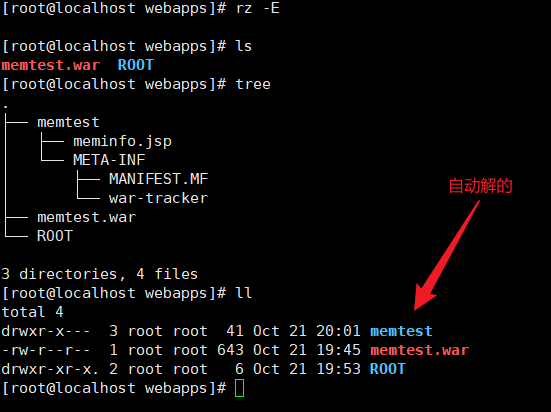 [root@localhost webapps]# rz -E
[root@localhost webapps]# ls
memtest.war  ROOT
[root@localhost webapps]# tree
.
├── memtest
│   ├── meminfo.jsp
│   └── META-INF
│       ├── MANIFEST.MF
│       └── war-tracker
├── memtest.war
└── ROOT
自动解的
3 directories, 4 files
[root@localhost webapps]# ll
total 4
drwxr-x---  3 root root  41 Oct 21 20:01 memtest
-rw-r--r--  1 root root 643 Oct 21 19:45 memtest.war
drwxr-xr-x. 2 root root   6 Oct 21 19:53 ROOT
[root@localhost webapps]#